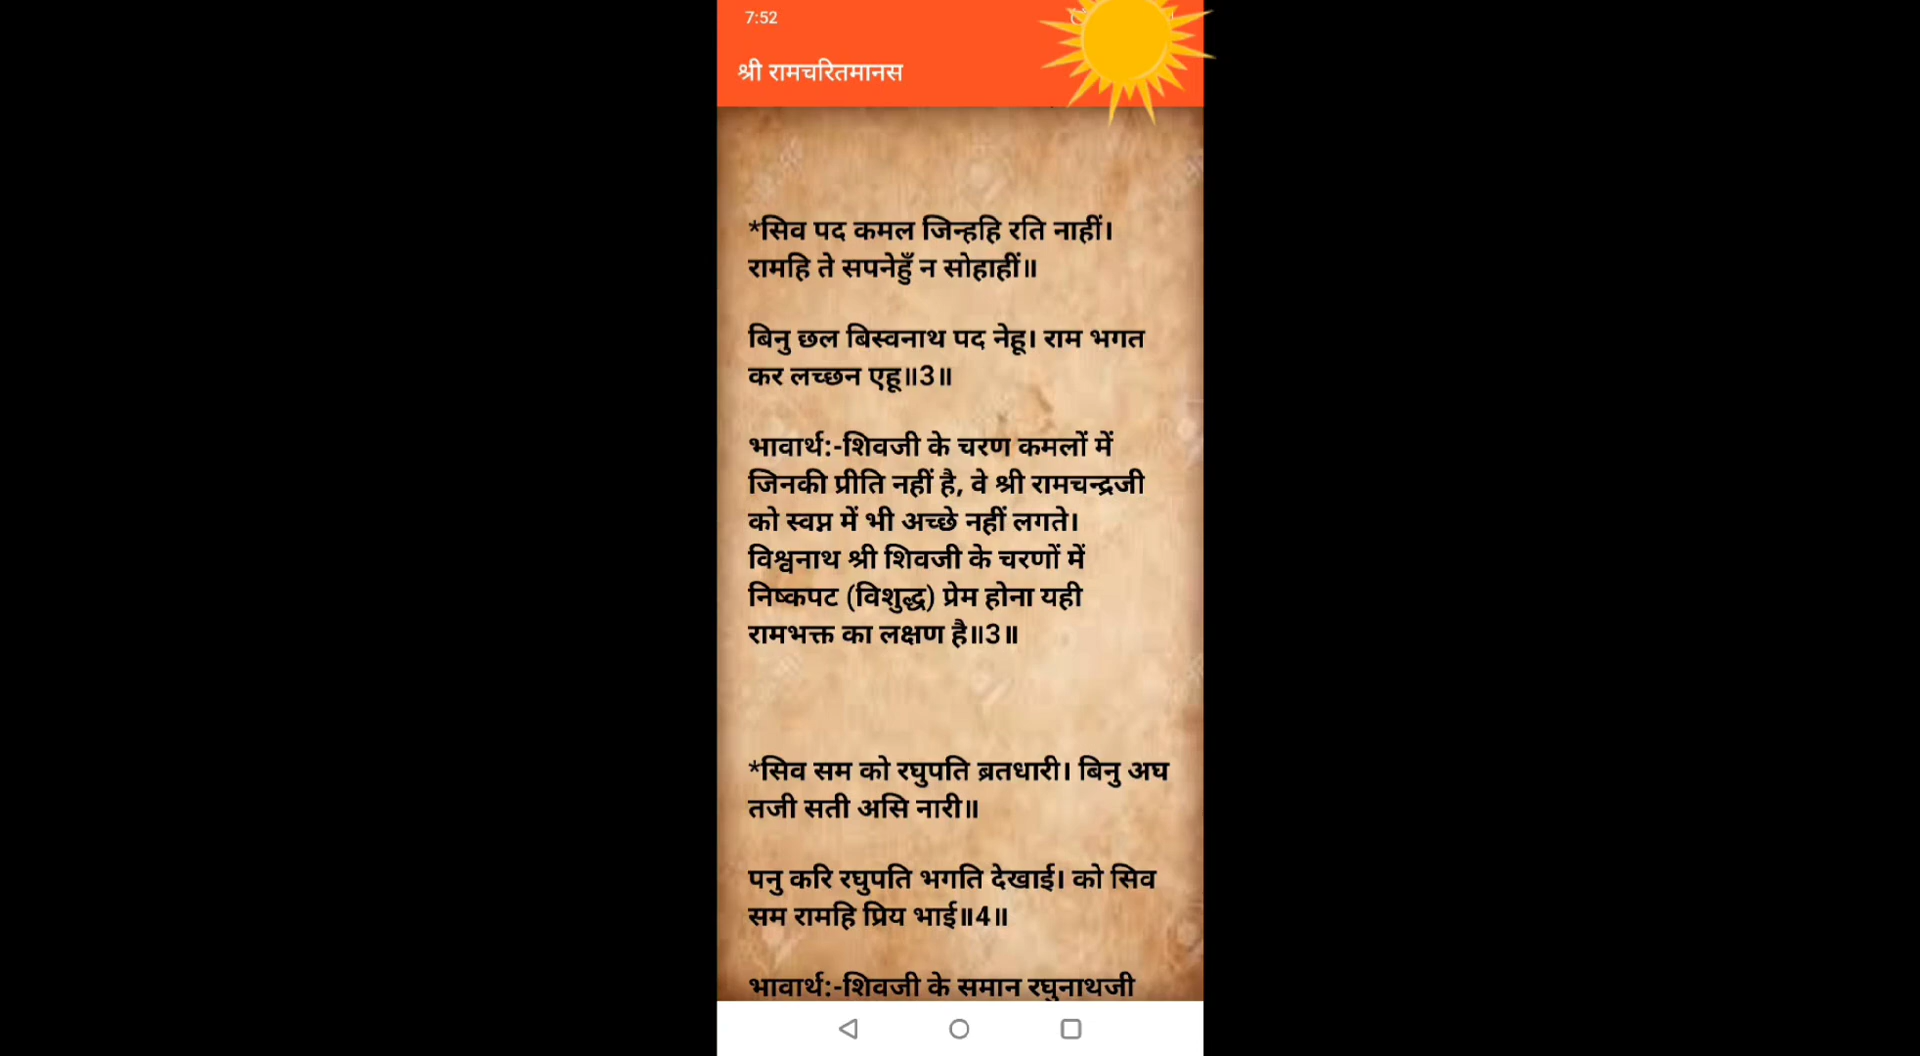 7:52
श्री रामचरितमानस
*सिव पद कमल जिन्हहि रति नाहीं।
रामहि ते सपनेहुँ न सोहाहीं॥
बिनु छल बिस्वनाथ पद नेहू। राम भगत
कर लच्छन एहू॥3॥
भावार्थ:-शिवजी के चरण कमलों में
जिनकी प्रीति नहीं है, वे श्री रामचन्द्रजी
को स्वप्न में भी अच्छे नहीं लगते।
विश्वनाथ श्री शिवजी के चरणों में
निष्कपट (विशुद्ध) प्रेम होना यही
रामभक्त का लक्षण है॥3॥
*सिव सम को रघुपति ब्रतधारी। बिनु अघ
तजी सती असि नारी॥
पनु करि रघुपति भगति देखाई। को सिव
सम रामहि प्रिय भाई॥4॥
भावार्थ:-शिवजी के समान रघुनाथजी